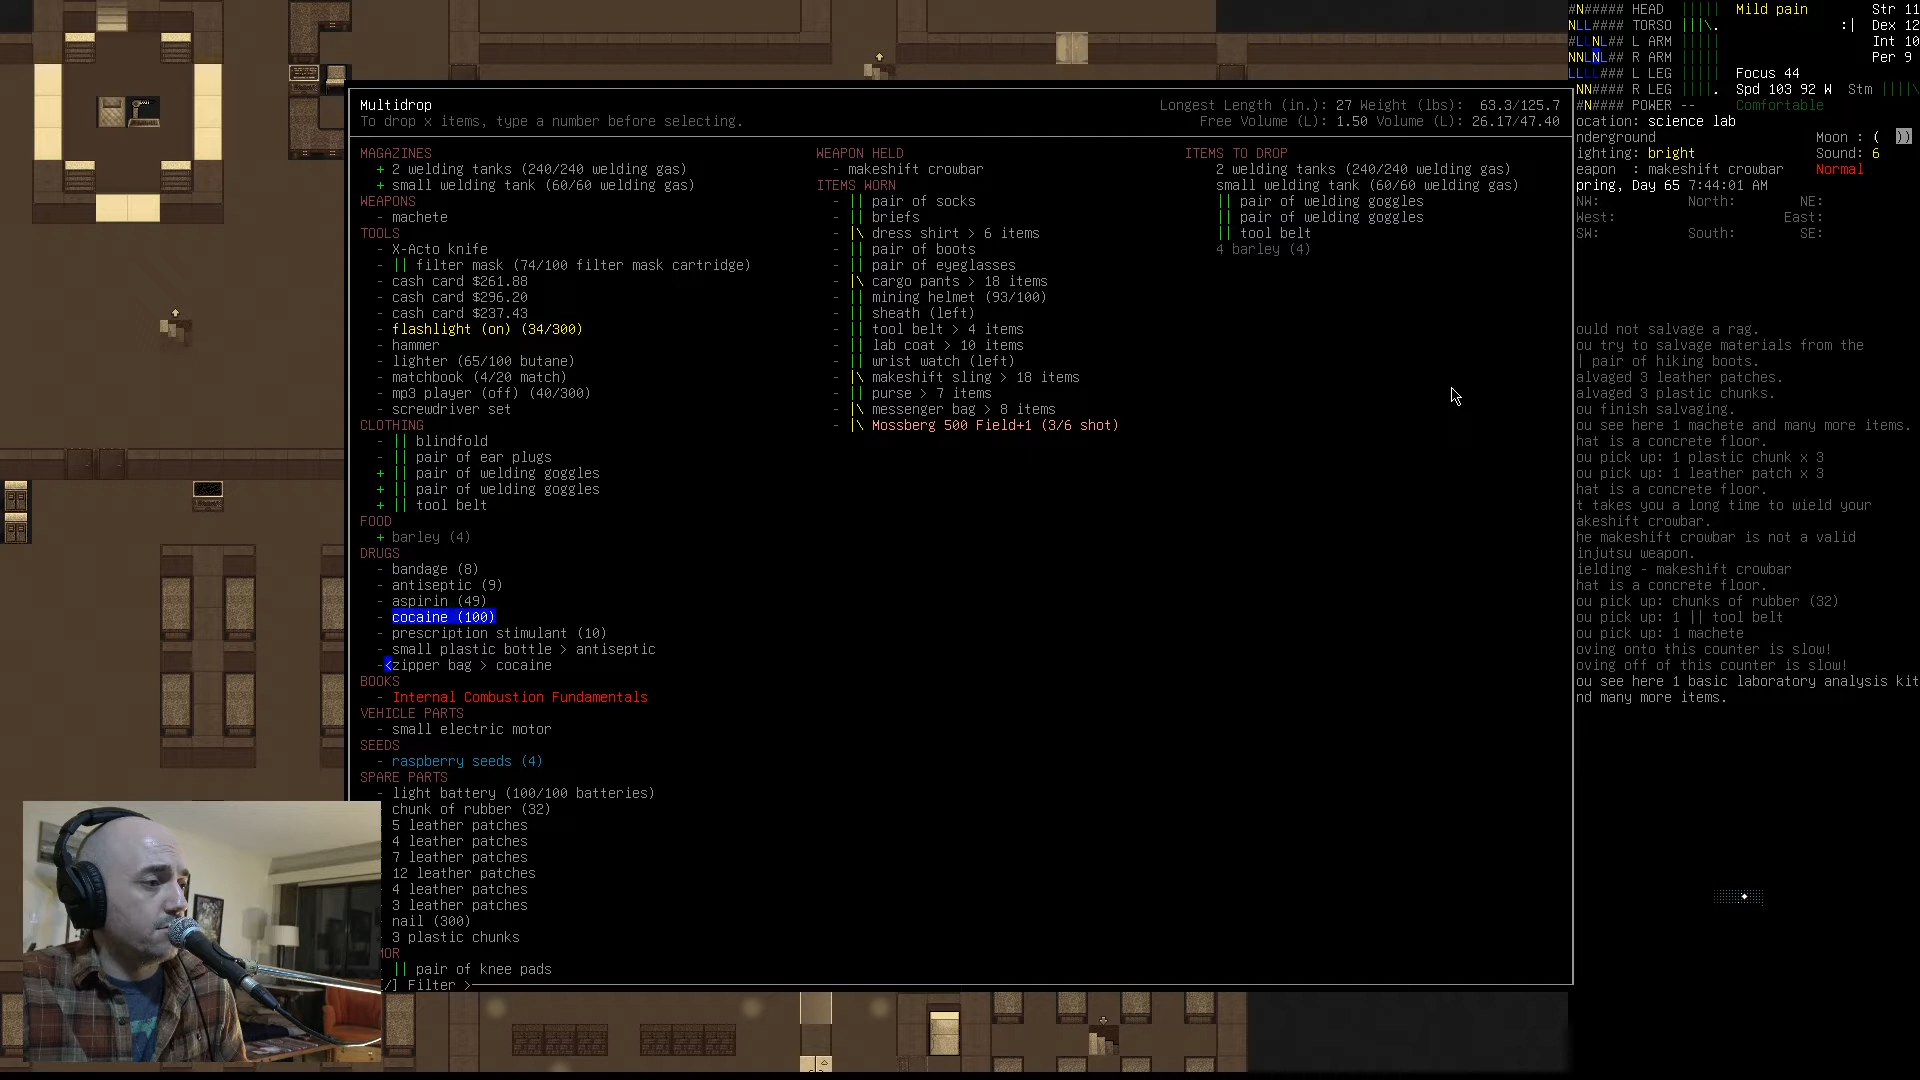 Multidrop
To drop x items, type a number before selecting.
Longest Length (in.): 27 Weight (lbs): 63.3/125.7
Free Volume (L): 1.50 Volume (L): 26.17/47.40
MAGAZINES
+ 2 welding tanks (240/240 welding gas)
+ small welding tank (60/60 welding gas)
WEAPONS
- machete
TOOLS
- X-Acto knife
- || filter mask (74/100 filter mask cartridge)
- cash card $261.88
- cash card $296.20
- cash card $237.43
- flashlight (on) (34/300)
- hammer
- lighter (65/100 butane)
- matchbook (4/20 match)
- mp3 player (off) (40/300)
- screwdriver set
CLOTHING
- || blindfold
- || pair of ear plugs
+ || pair of welding goggles
+ || pair of welding goggles
+ || tool belt
FOOD
+ barley (4)
DRUGS
- bandage (8)
- antiseptic (9)
- aspirin (49)
- cocaine (100)
- prescription stimulant (10)
- small plastic bottle > antiseptic
-<zipper bag > cocaine
BOOKS
- Internal Combustion Fundamentals
VEHICLE PARTS
- small electric motor
SEEDS
- raspberry seeds (4)
SPARE PARTS
- light battery (100/100 batteries)
chunk of rubber (32)
5 leather patches
4 leather patches
7 leather patches
12 leather patches
4 leather patches
3 leather patches
nail (300)
3 plastic chunks
MOR
|| pair of knee pads
[/] Filter >
WEAPON HELD
- makeshift crowbar
ITEMS WORN
- || pair of socks
- || briefs
- |\ dress shirt > 6 items
- || pair of boots
- || pair of eyeglasses
- |\ cargo pants > 18 items
- || mining helmet (93/100)
- || sheath (left)
- || tool belt > 4 items
- || lab coat > 10 items
- || wrist watch (left)
- |\ makeshift sling > 18 items
- || purse > 7 items
- |\ messenger bag > 8 items
- |\ Mossberg 500 Field+1 (3/6 shot)
ITEMS TO DROP
2 welding tanks (240/240 welding gas)
small welding tank (60/60 welding gas)
|| pair of welding goggles
|| pair of welding goggles
|| tool belt
4 barley (4)
#N##### HEAD ||||| Mild pain Str 11
NLL#### TORSO |||\. :| Dex 12
#LLNL## L ARM ||||| Int 10
NNLNL## R ARM ||||| Per 9
LLLL### L LEG ||||| Focus 44
NN##### R LEG ||||. Spd 103 92 W Stm
#N##### POWER -- Comfortable
ocation: science lab
nderground Moon : ( ))
ighting: bright Sound: 6
eapon : makeshift crowbar Normal
pring, Day 65 7:44:01 AM
NW: North: NE:
West: East:
SW: South: SE:
ould not salvage a rag.
ou try to salvage materials from the
| pair of hiking boots.
alvaged 3 leather patches.
alvaged 3 plastic chunks.
ou finish salvaging.
ou see here 1 machete and many more items.
hat is a concrete floor.
ou pick up: 1 plastic chunk x 3
ou pick up: 1 leather patch x 3
hat is a concrete floor.
t takes you a long time to wield your
akeshift crowbar.
he makeshift crowbar is not a valid
injutsu weapon.
ielding - makeshift crowbar
hat is a concrete floor.
ou pick up: chunks of rubber (32)
ou pick up: 1 || tool belt
ou pick up: 1 machete
oving onto this counter is slow!
oving off of this counter is slow!
ou see here 1 basic laboratory analysis kit
nd many more items.